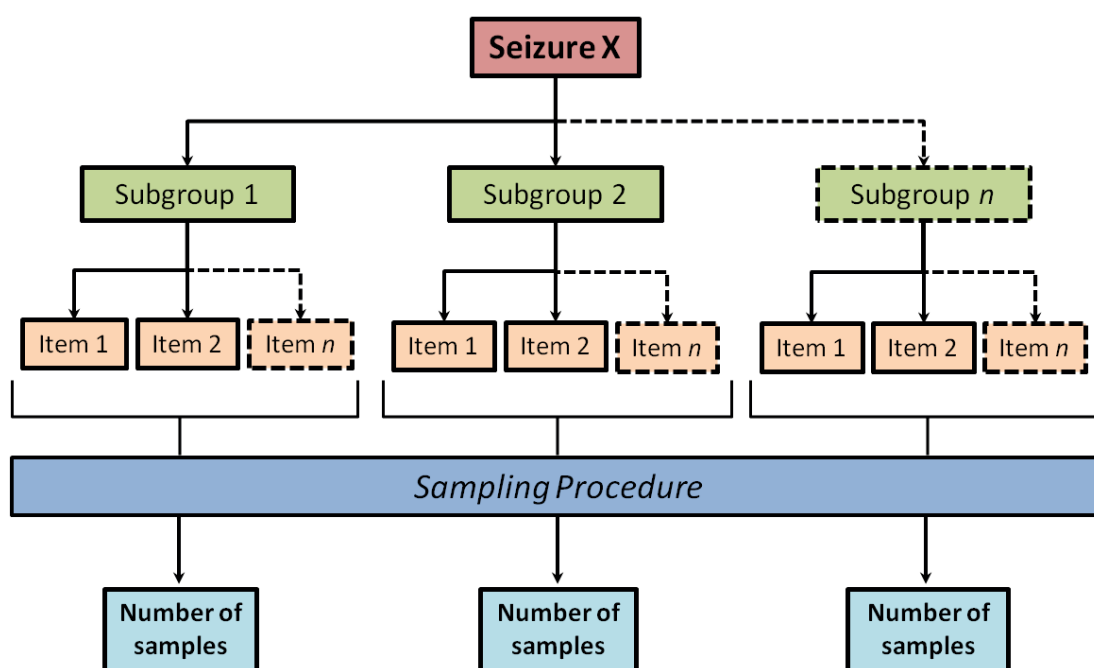 Seizure X
Subgroup 1
Subgroup 2
Subgroup n
Item 1
Item 2
Item n
Item 1
Item 2
Item n
Item 1
Item 2
Item n
Sampling Procedure
Number of
samples
Number of
samples
Number of
samples